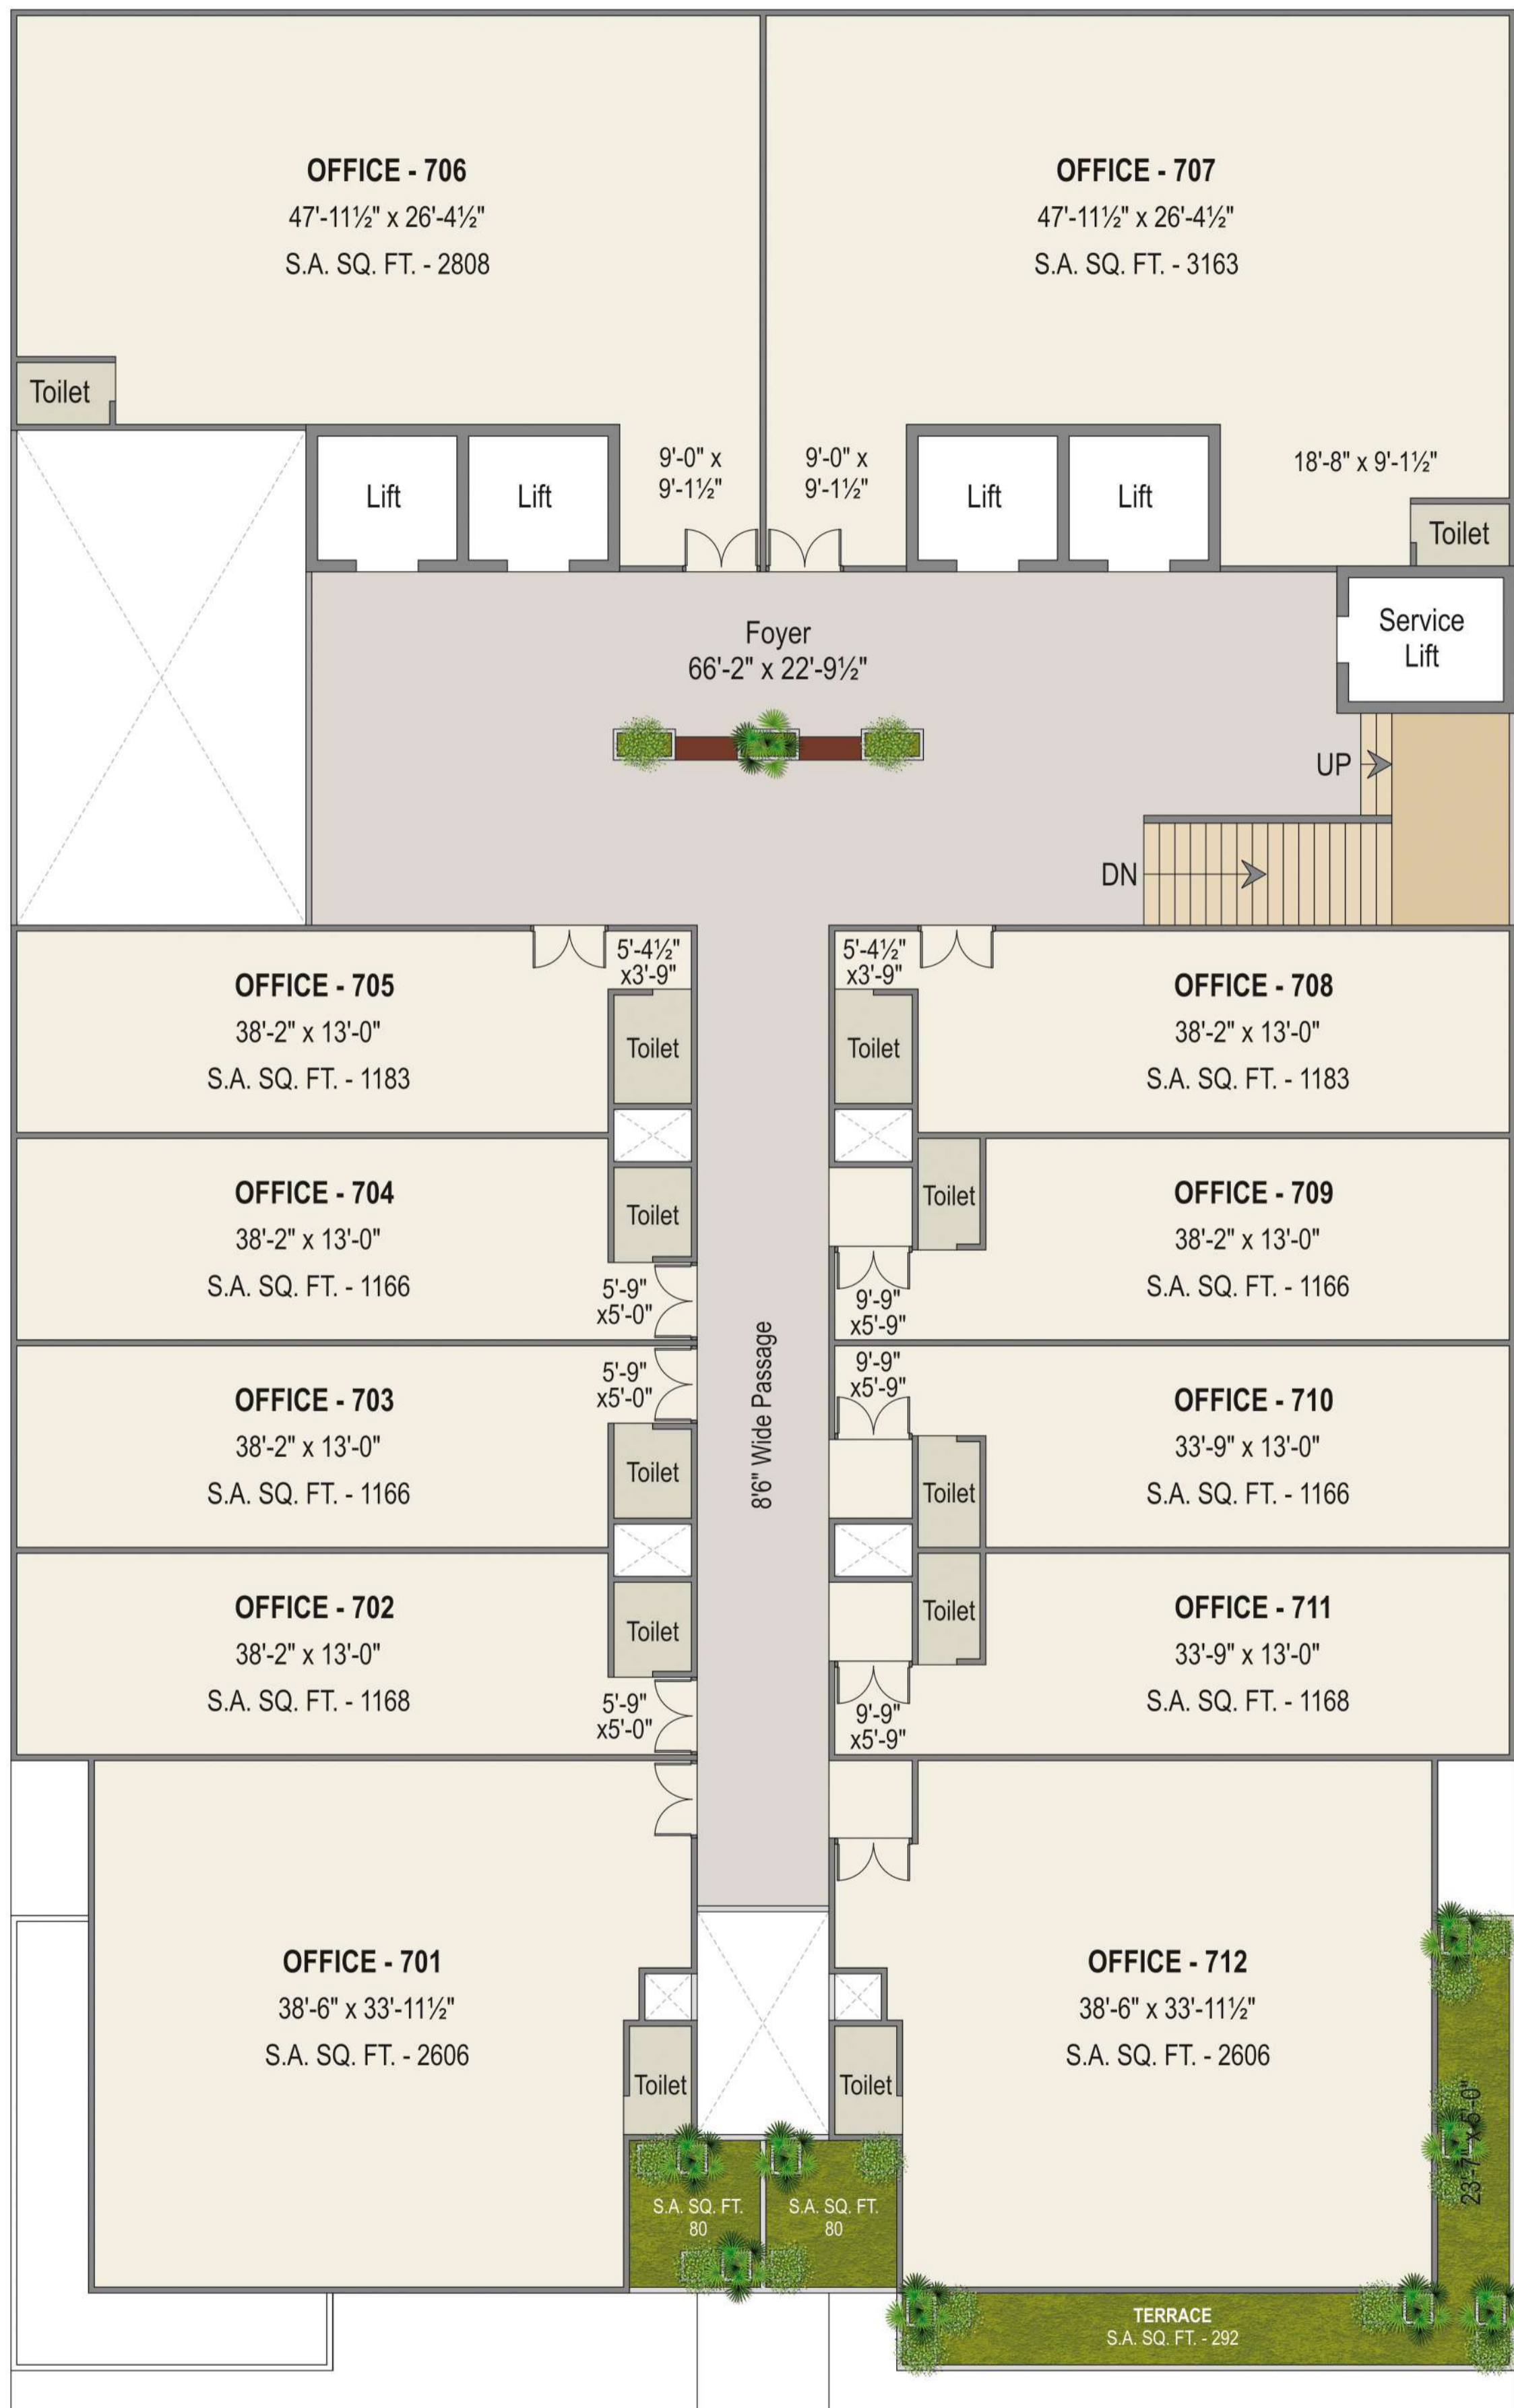 OFFICE - 706
47'-11½" x 26'-4½"
S.A. SQ. FT. - 2808
OFFICE - 707
47'-11½" x 26'-4½"
S.A. SQ. FT. - 3163
Toilet
Lift
Lift
9'-0" x
9'-1½"
9'-0" x
9'-1½"
Lift
Lift
18'-8" x 9'-1½"
Toilet
Foyer
66'-2" x 22'-9½"
Service
Lift
UP
DN
OFFICE - 705
38'-2" x 13'-0"
S.A. SQ. FT. - 1183
5'-4½"
x3'-9"
Toilet
5'-4½"
x3'-9"
Toilet
OFFICE - 708
38'-2" x 13'-0"
S.A. SQ. FT. - 1183
OFFICE - 704
38'-2" x 13'-0"
S.A. SQ. FT. - 1166
Toilet
5'-9"
x5'-0"
Toilet
9'-9"
x5'-9"
OFFICE - 709
38'-2" x 13'-0"
S.A. SQ. FT. - 1166
8'6" Wide Passage
OFFICE - 703
38'-2" x 13'-0"
S.A. SQ. FT. - 1166
5'-9"
x5'-0"
Toilet
9'-9"
x5'-9"
Toilet
OFFICE - 710
33'-9" x 13'-0"
S.A. SQ. FT. - 1166
OFFICE - 702
38'-2" x 13'-0"
S.A. SQ. FT. - 1168
Toilet
5'-9"
x5'-0"
Toilet
9'-9"
x5'-9"
OFFICE - 711
33'-9" x 13'-0"
S.A. SQ. FT. - 1168
OFFICE - 701
38'-6" x 33'-11½"
S.A. SQ. FT. - 2606
Toilet
Toilet
OFFICE - 712
38'-6" x 33'-11½"
S.A. SQ. FT. - 2606
23'-7" x 5'-0"
S.A. SQ. FT.
80
S.A. SQ. FT.
80
TERRACE
S.A. SQ. FT. - 292